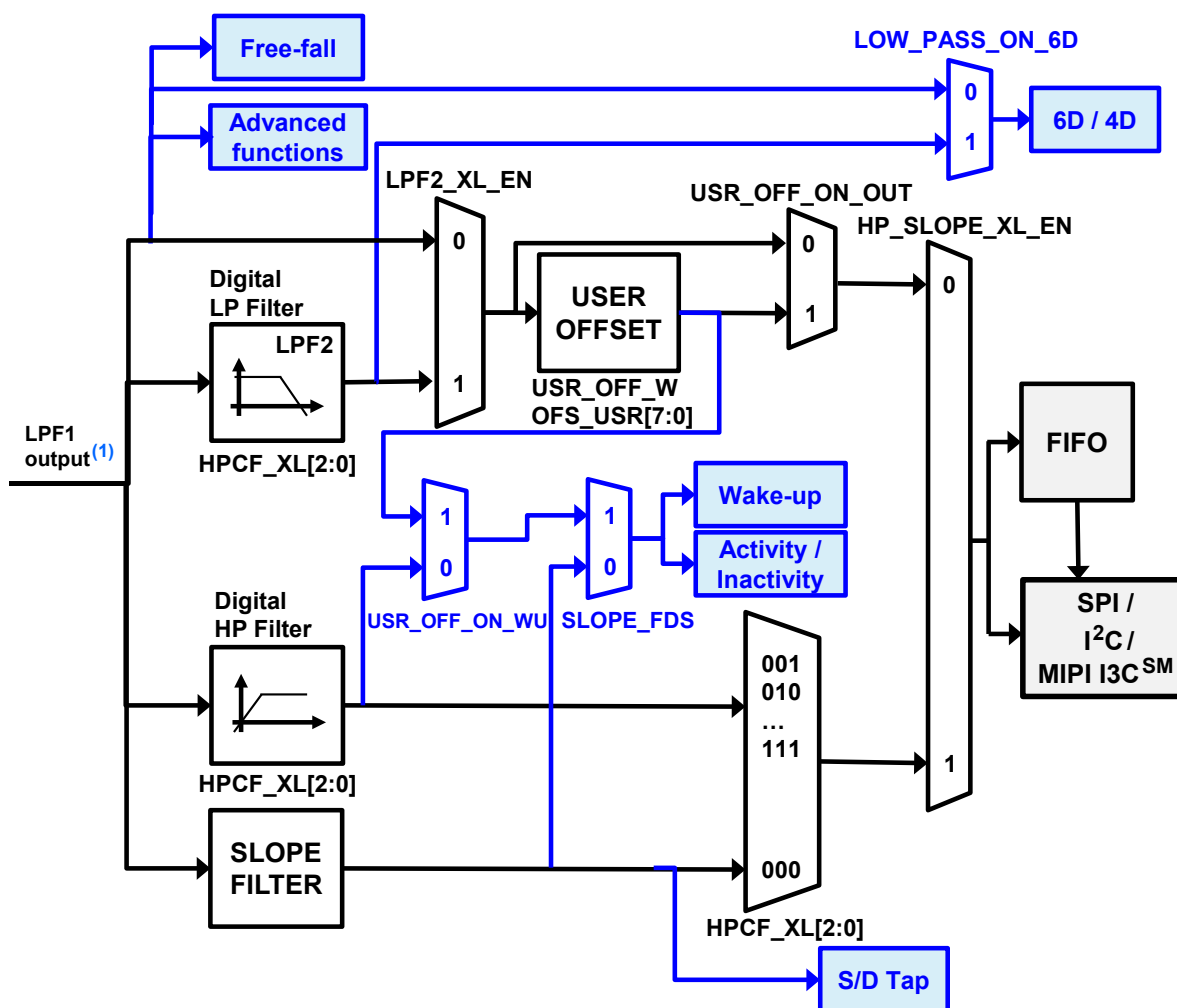 Free-fall
LOW_PASS_ON_6D
0
1
6D / 4D
Advanced
functions
LPF2_XL_EN
0
1
USR_OFF_ON_OUT
0
1
HP_SLOPE_XL_EN
0
1
Digital
LP Filter
LPF2
HPCF_XL[2:0]
USER
OFFSET
USR_OFF_W
OFS_USR[7:0]
LPF1
output(1)
FIFO
Wake-up
Activity /
Inactivity
1
0
USR_OFF_ON_WU
1
0
SLOPE_FDS
SPI /
I²C /
MIPI I3C℠
Digital
HP Filter
HPCF_XL[2:0]
001
010
...
111
000
HPCF_XL[2:0]
SLOPE
FILTER
S/D Tap